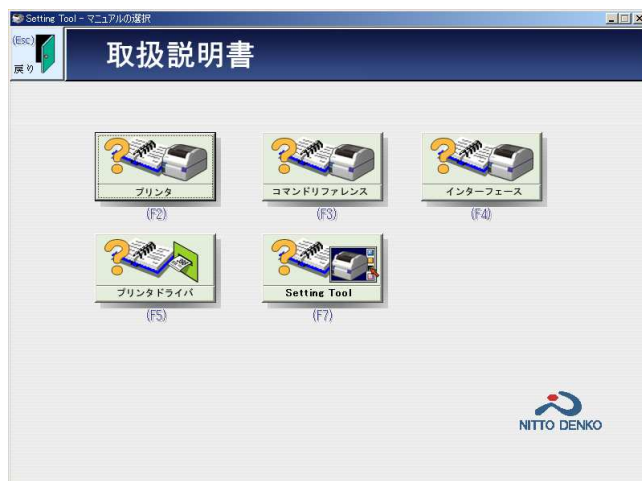 Setting Tool - マニュアルの選択
(Esc)
戻り
取扱説明書
プリンタ
コマンドリファレンス
インターフェース
(F2)
(F3)
(F4)
プリンタドライバ
Setting Tool
(F5)
(F7)
NITTO DENKO